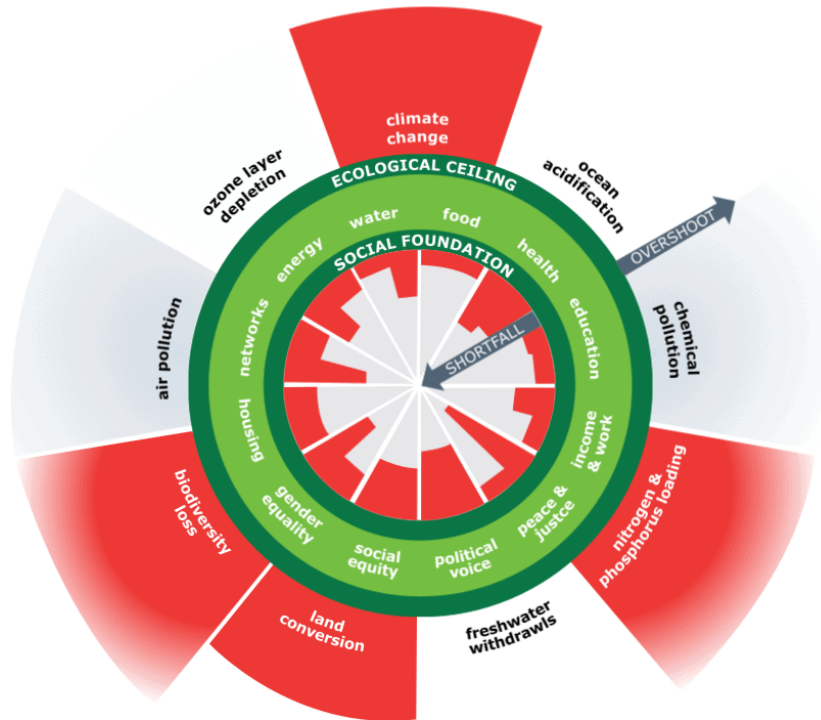 climate
change
ozone layer
depletion
ocean
acidification
ECOLOGICAL CEILING
water
food
energy
health
SOCIAL FOUNDATION
OVERSHOOT
networks
education
SHORTFALL
air pollution
chemical
pollution
housing
income
& work
gender
equality
social
equity
political
voice
peace &
justce
biodiversity
loss
land
conversion
freshwater
withdrawls
nitrogen &
phosphorus loading